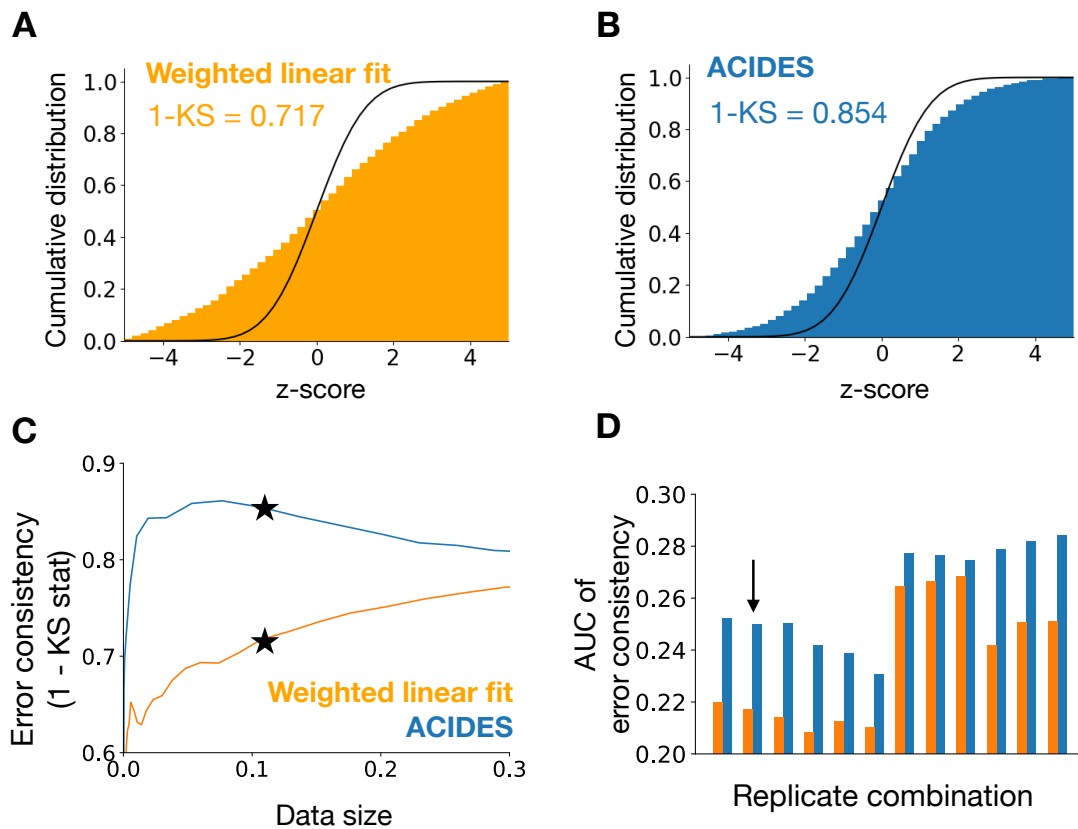 A
Weighted linear fit
1-KS = 0.717
Cumulative distribution
1.0
0.8
0.6
0.4
0.2
0.0
−4
−2
0
2
4
z-score
B
ACIDES
1-KS = 0.854
Cumulative distribution
1.0
0.8
0.6
0.4
0.2
0.0
−4
−2
0
2
4
z-score
C
Error consistency
(1 - KS stat)
0.9
0.8
0.7
0.6
Weighted linear fit
ACIDES
0.0
0.1
0.2
0.3
Data size
D
AUC of
error consistency
0.30
0.28
0.26
0.24
0.22
0.20
Replicate combination